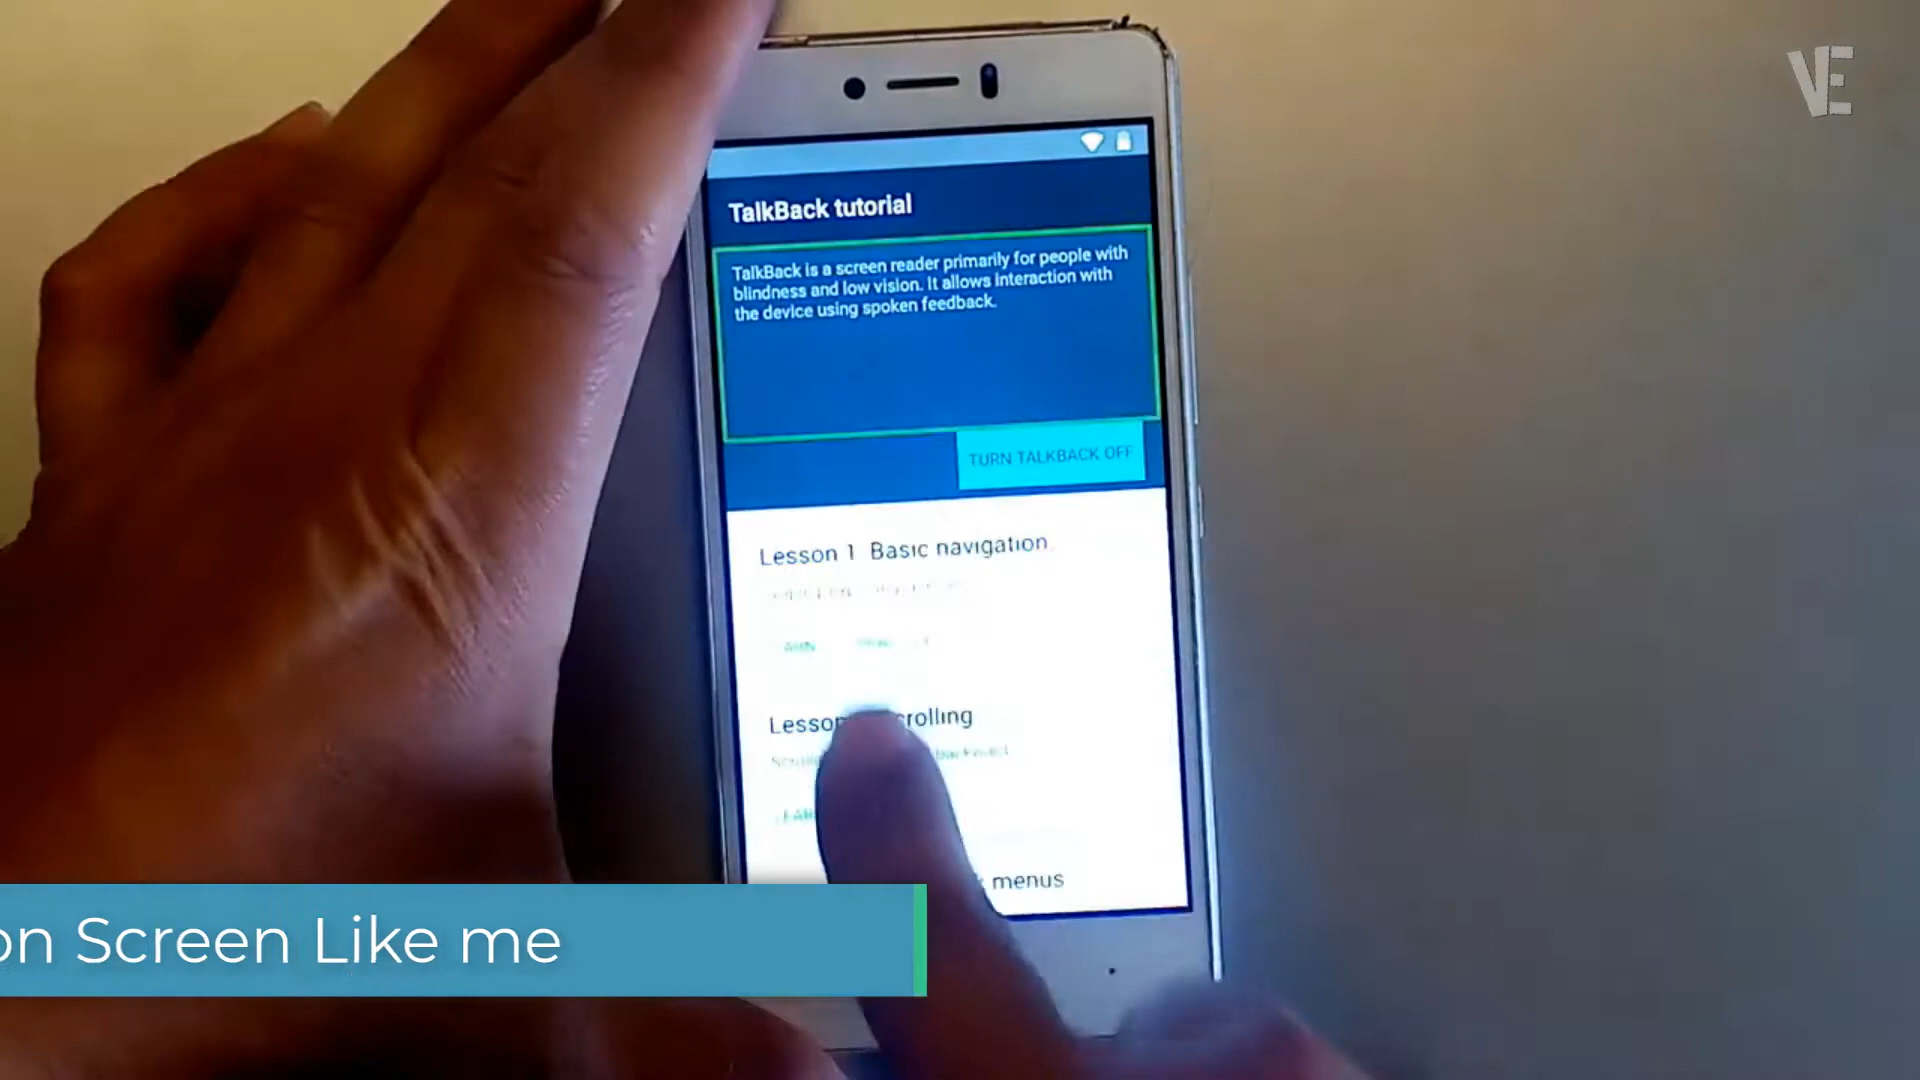 VE
TalkBack tutorial
TalkBack is a screen reader primarily for people with
blindness and low vision. It allows interaction with
the device using spoken feedback.
TURN TALKBACK OFF
Lesson 1 Basic navigation
Lesson
rolling
menus
on Screen Like me